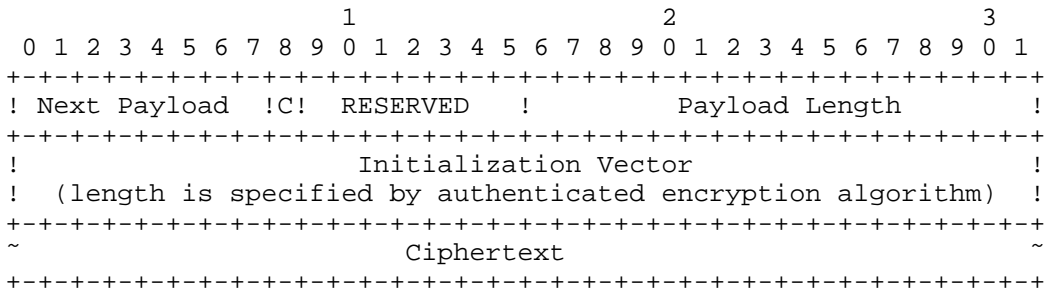 1                   2                   3
 0 1 2 3 4 5 6 7 8 9 0 1 2 3 4 5 6 7 8 9 0 1 2 3 4 5 6 7 8 9 0 1
+-+-+-+-+-+-+-+-+-+-+-+-+-+-+-+-+-+-+-+-+-+-+-+-+-+-+-+-+-+-+-+-+
! Next Payload  !C!  RESERVED   !         Payload Length        !
+-+-+-+-+-+-+-+-+-+-+-+-+-+-+-+-+-+-+-+-+-+-+-+-+-+-+-+-+-+-+-+-+
!                     Initialization Vector                     !
!  (length is specified by authenticated encryption algorithm)  !
+-+-+-+-+-+-+-+-+-+-+-+-+-+-+-+-+-+-+-+-+-+-+-+-+-+-+-+-+-+-+-+-+
~                        Ciphertext                             ~
+-+-+-+-+-+-+-+-+-+-+-+-+-+-+-+-+-+-+-+-+-+-+-+-+-+-+-+-+-+-+-+-+